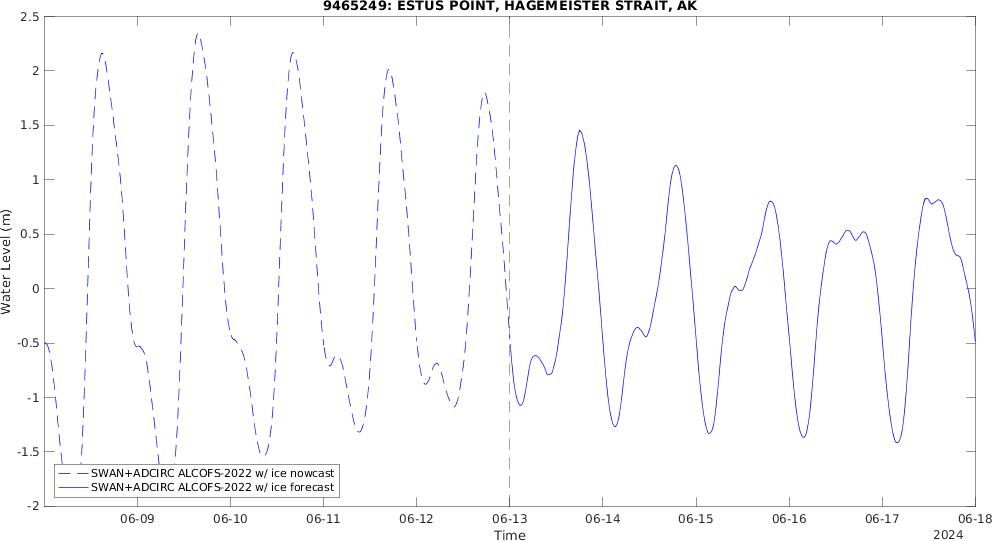 9465249: ESTUS POINT, HAGEMEISTER STRAIT, AK
2.5
2
1.5
1
0.5
0
-0.5
-1
-1.5
-2
Water Level (m)
SWAN+ADCIRC ALCOFS-2022 w/ ice nowcast
SWAN+ADCIRC ALCOFS-2022 w/ ice forecast
06-09 06-10 06-11 06-12 06-13 06-14 06-15 06-16 06-17 06-18
Time
2024